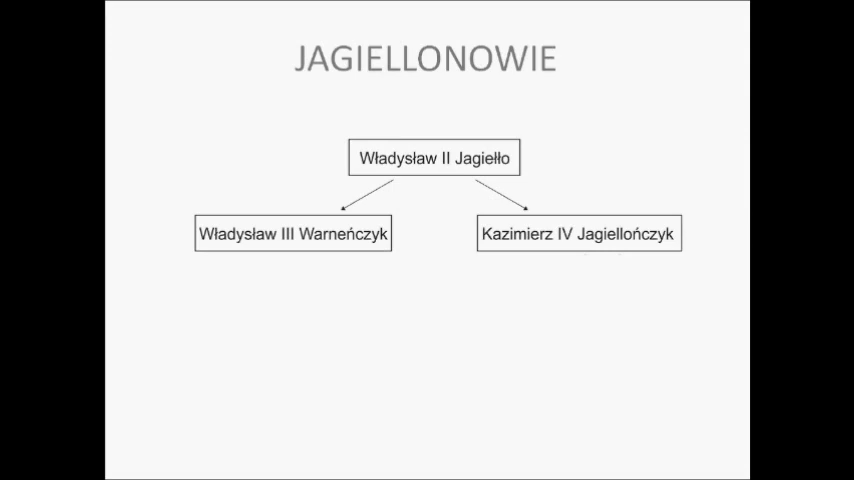 JAGIELLONOWIE
Władysław II Jagiełło
Władysław III Warneńczyk
Kazimierz IV Jagiellończyk